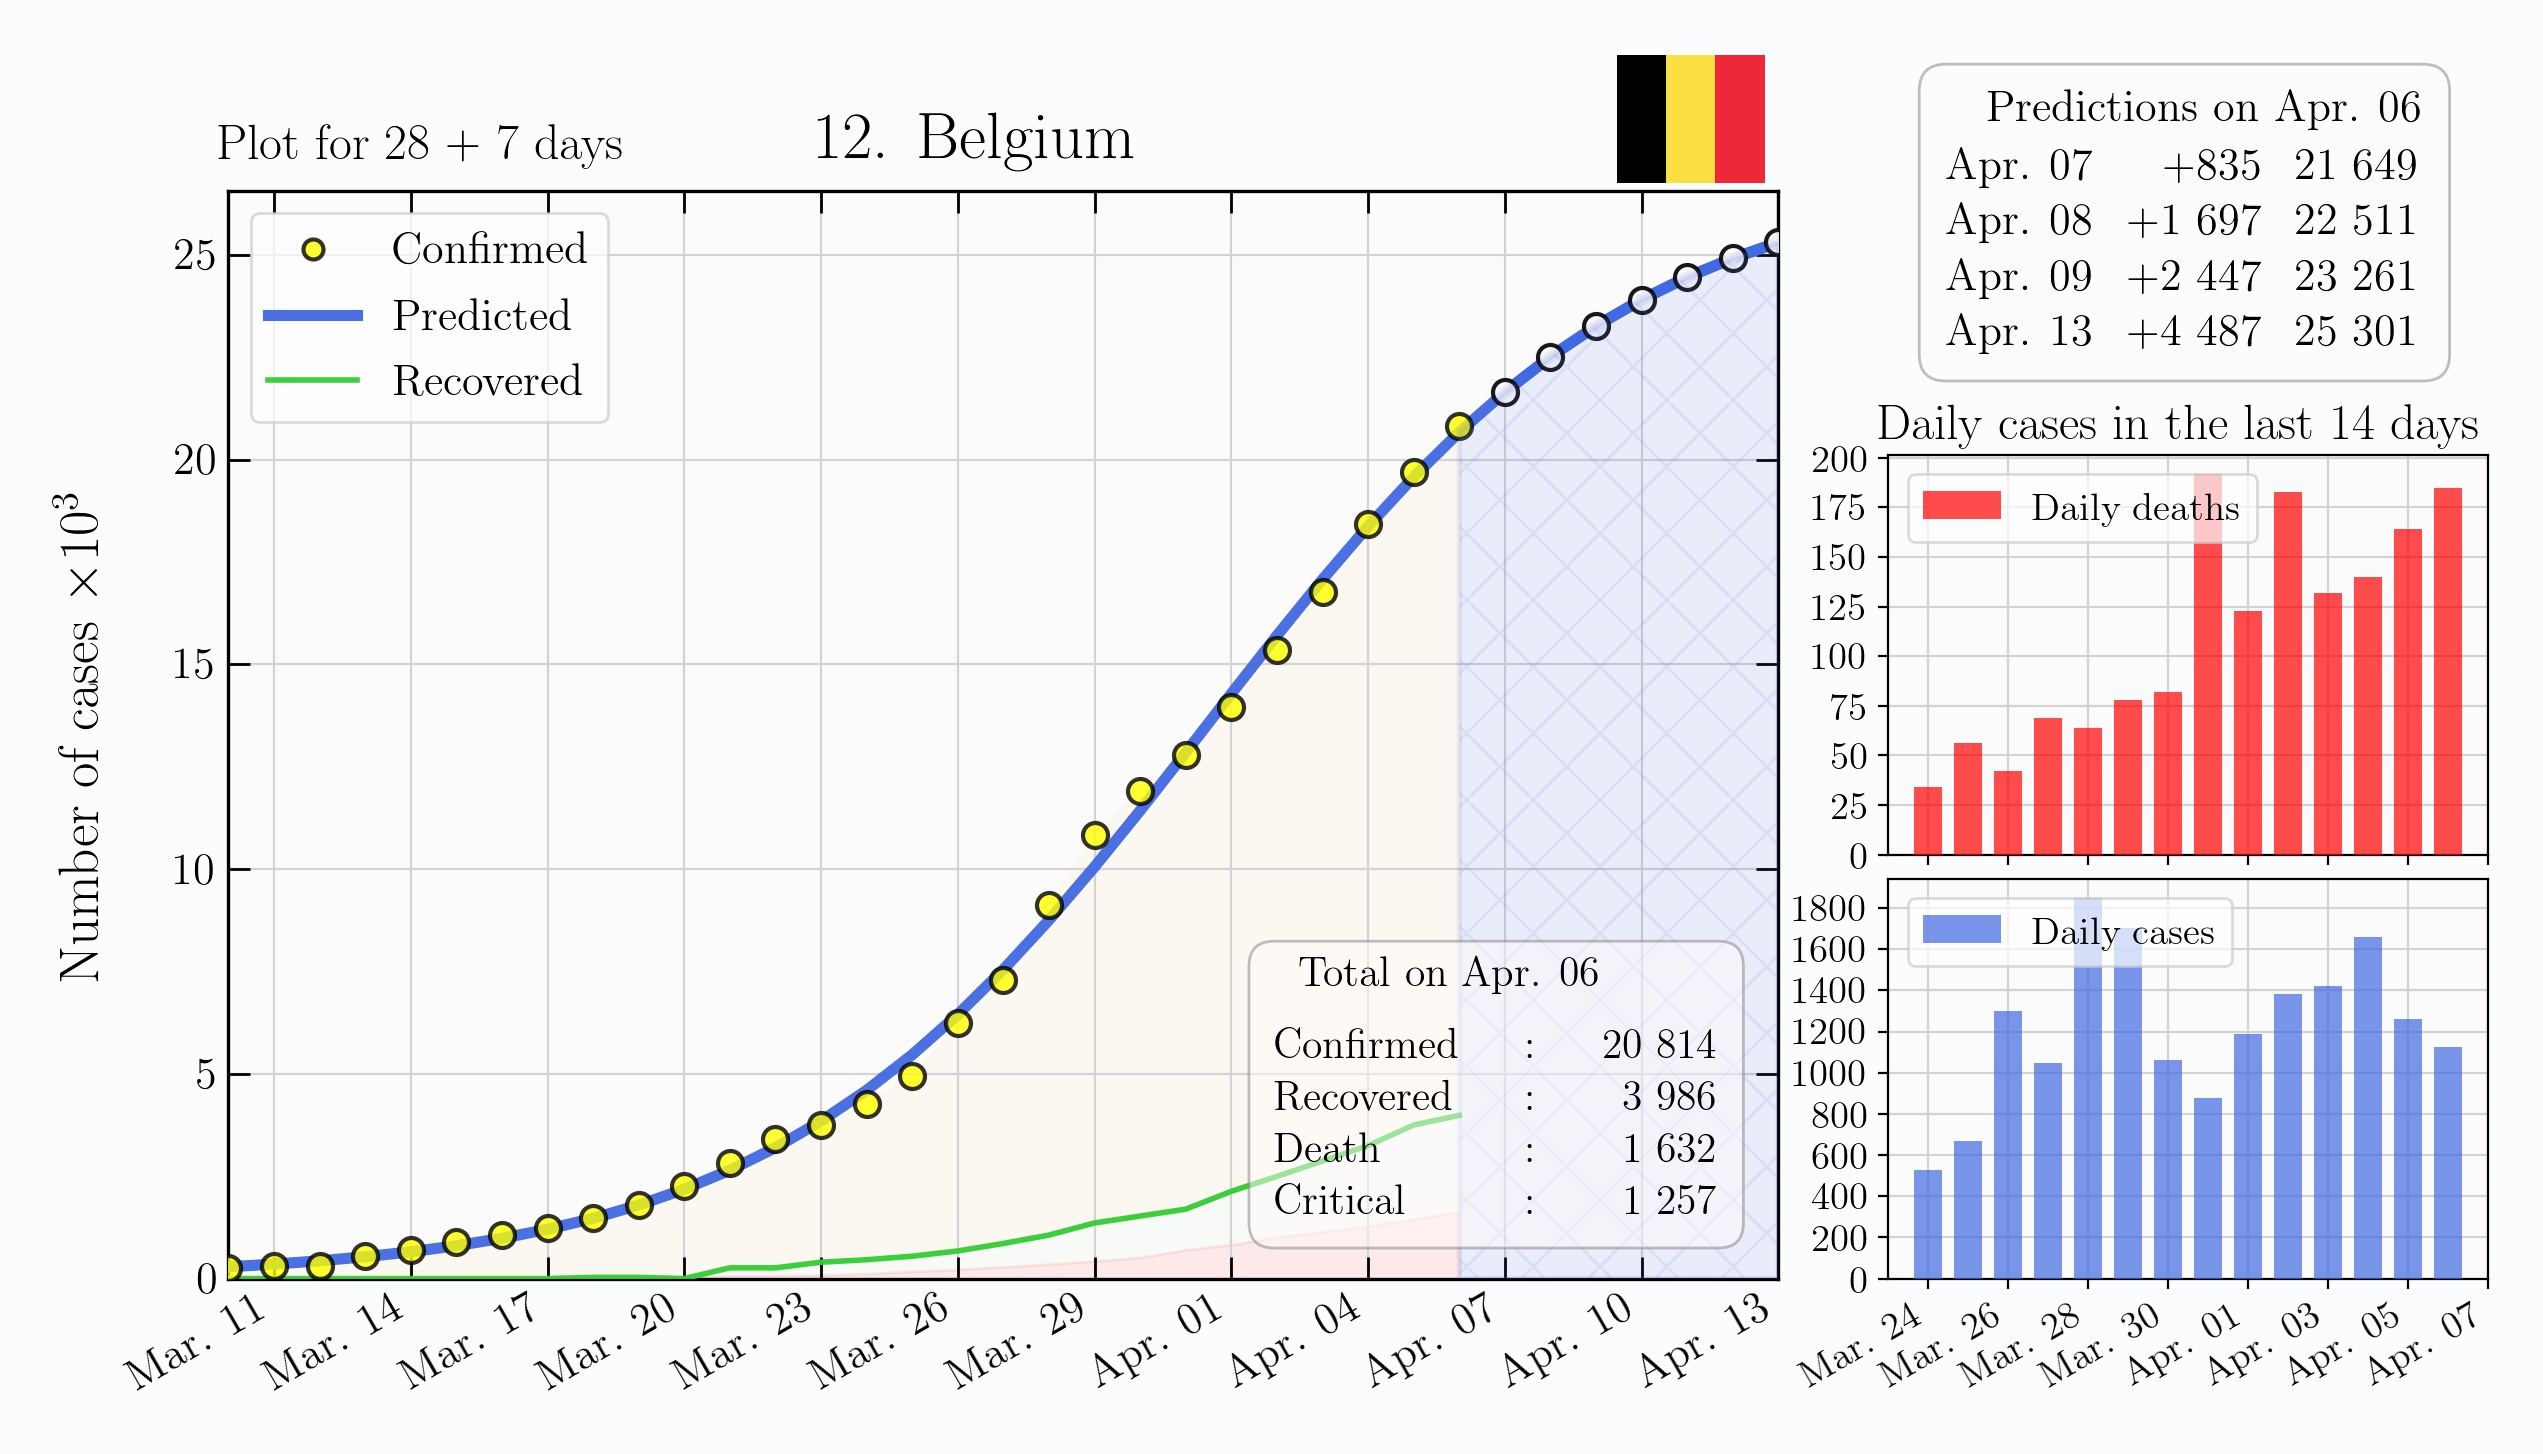 Plot for 28 + 7 days
12. Belgium
Number of cases ×10³
25
20
15
10
5
0
Confirmed
Predicted
Recovered
Total on Apr. 06
Confirmed : 20 814
Recovered : 3 986
Death : 1 632
Critical : 1 257
Mar. 11
Mar. 14
Mar. 17
Mar. 20
Mar. 23
Mar. 26
Mar. 29
Apr. 01
Apr. 04
Apr. 07
Apr. 10
Apr. 13
Predictions on Apr. 06
Apr. 07 +835 21 649
Apr. 08 +1 697 22 511
Apr. 09 +2 447 23 261
Apr. 13 +4 487 25 301
Daily cases in the last 14 days
200
175
150
125
100
75
50
25
0
Daily deaths
1800
1600
1400
1200
1000
800
600
400
200
0
Daily cases
Mar. 24
Mar. 26
Mar. 28
Mar. 30
Apr. 01
Apr. 03
Apr. 05
Apr. 07